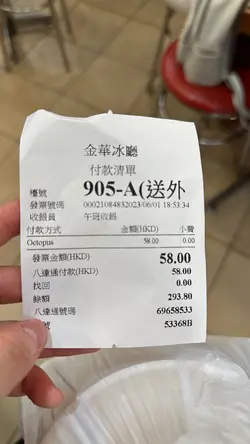 金華冰廳
付款清單
檯號 905-A(送外
發票號碼 00021084832023/06/01 18:53:34
收銀員 午班收銀
付款方式 金額(HKD) 小費
Octopus 58.00 0.00
發票金額(HKD) 58.00
八達通付款(HKD) 58.00
找回 0.00
餘額 293.80
八達通號碼 69658533
號 53368B